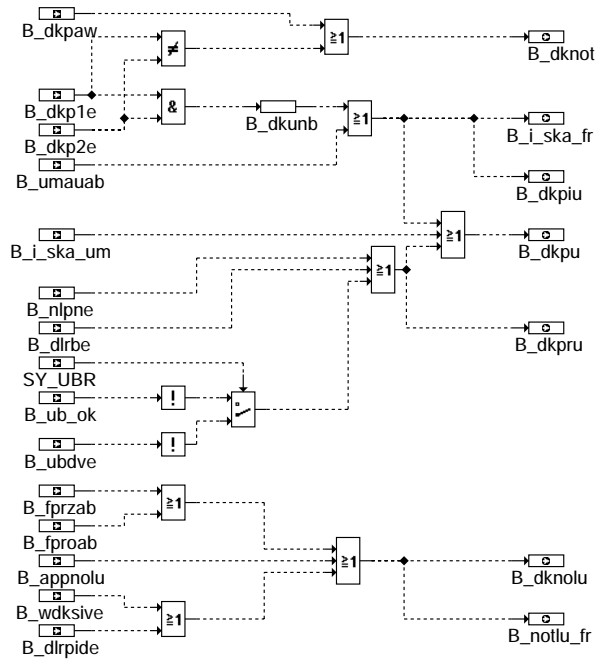 B_dkpaw
≠
≧1
B_dknot
B_dkp1e
&
B_dkunb
≧1
B_i_ska_fr
B_dkp2e
B_umauab
B_dkpiu
B_i_ska_um
≧1
B_dkpu
B_nlpne
≧1
B_dlrbe
B_dkpru
SY_UBR
B_ub_ok
!
B_ubdve
!
B_fprzab
≧1
B_fproab
B_appnolu
≧1
B_dknolu
B_wdksive
≧1
B_dlrpide
B_notlu_fr